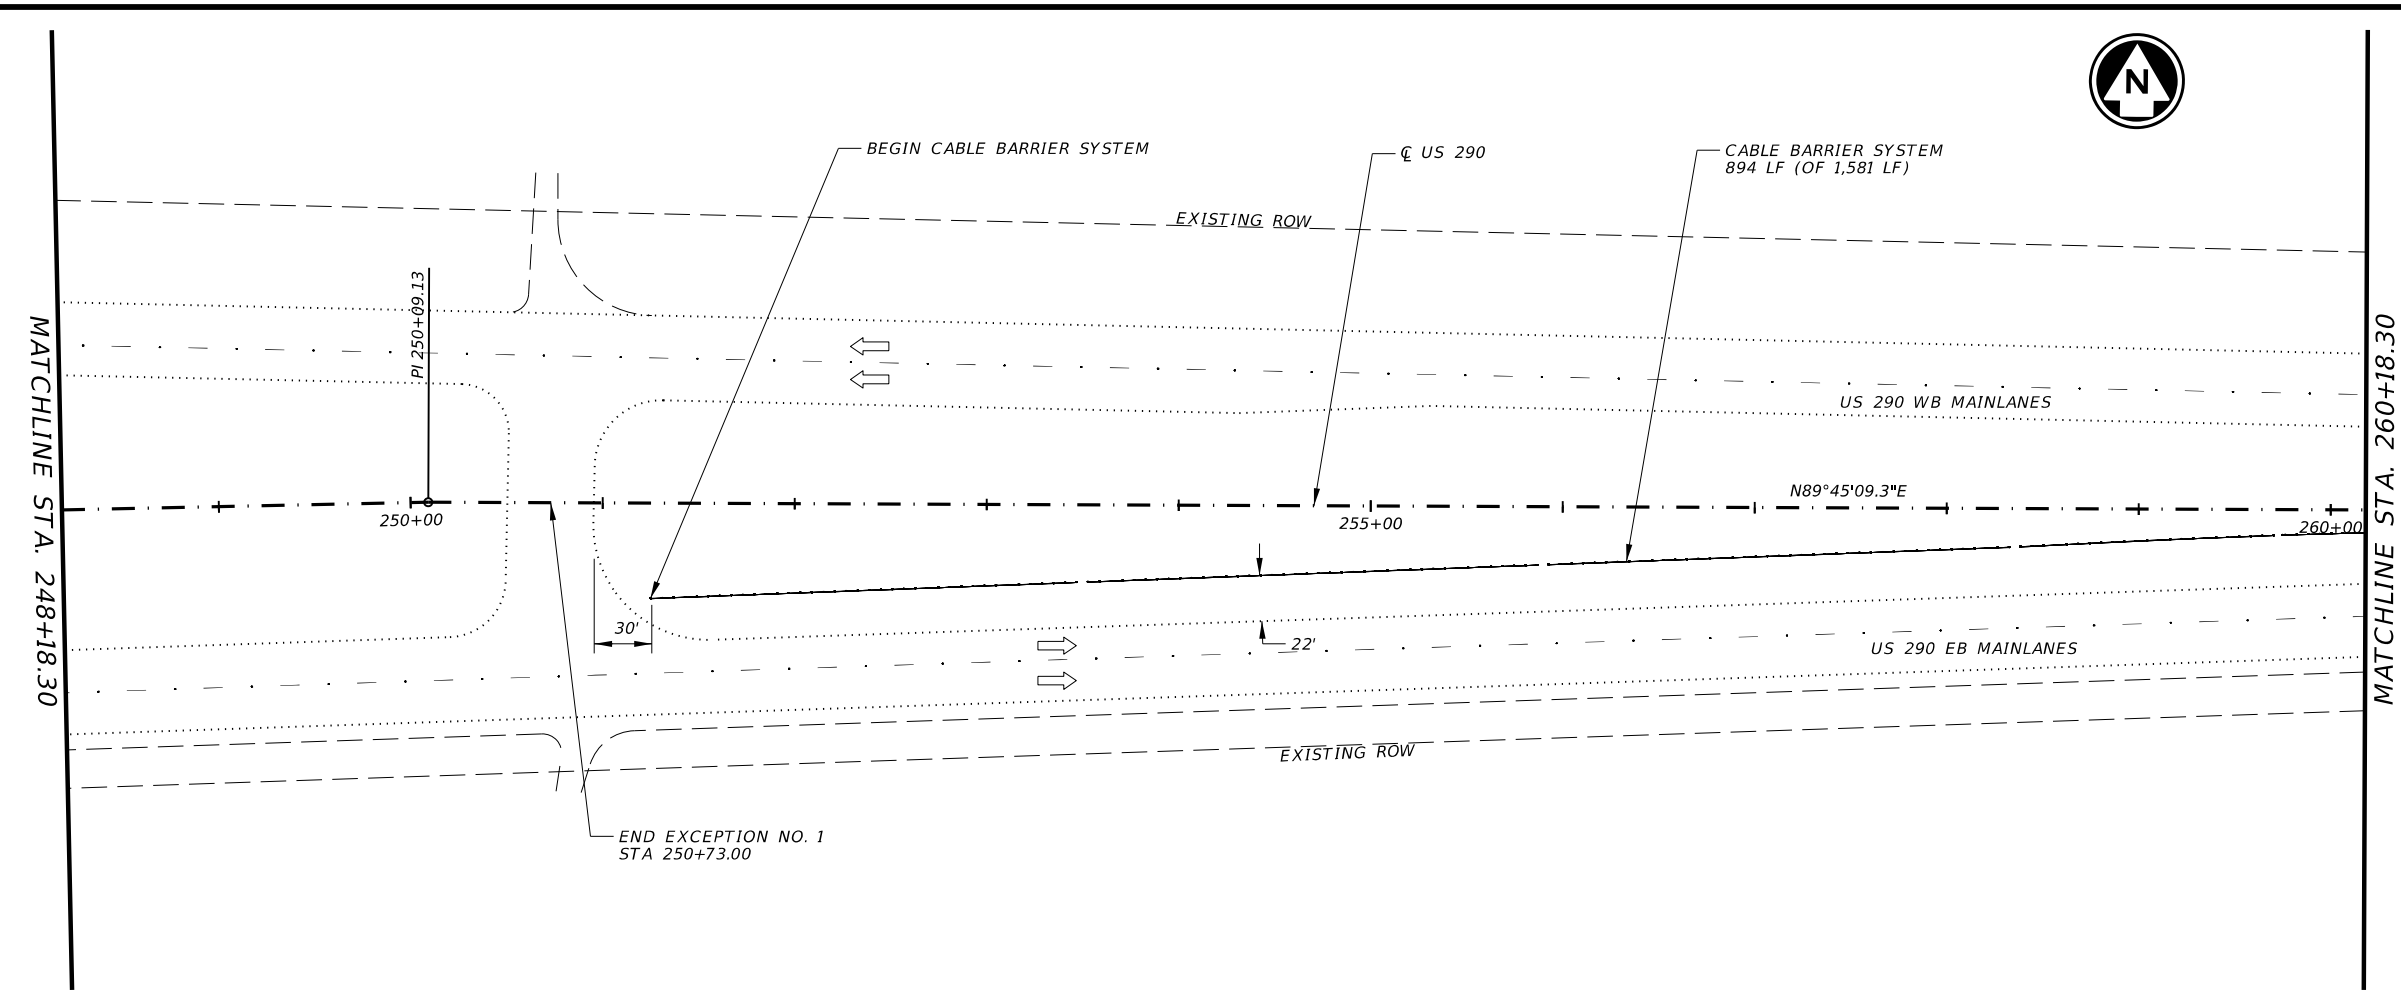 N
BEGIN CABLE BARRIER SYSTEM
℄ US 290
CABLE BARRIER SYSTEM
894 LF (OF 1,581 LF)
EXISTING ROW
PI 250+09.13
MATCHLINE STA. 248+18.30
MATCHLINE STA. 260+18.30
US 290 WB MAINLANES
N89°45'09.3"E
250+00
255+00
260+00
30'
22'
US 290 EB MAINLANES
EXISTING ROW
END EXCEPTION NO. 1
STA 250+73.00